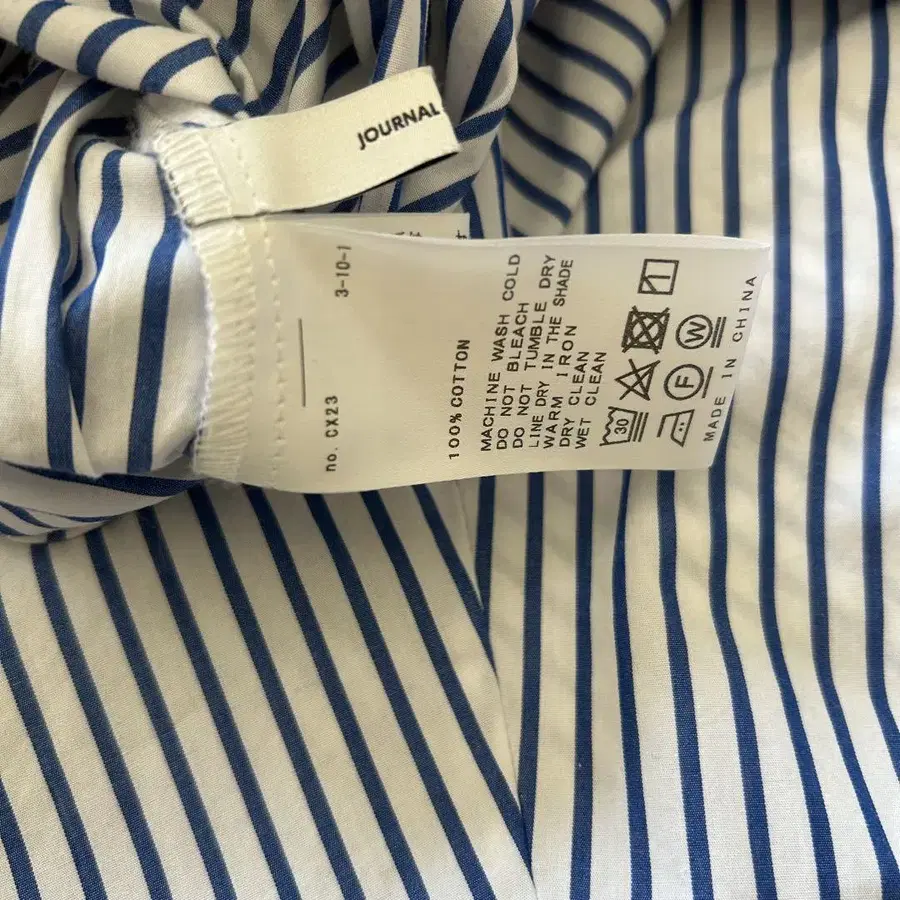 JOURNAL
3-10-1
no. CX23
100% COTTON
MACHINE WASH COLD
DO NOT BLEACH
DO NOT TUMBLE DRY
LINE DRY IN THE SHADE
WARM IRON
DRY CLEAN
WET CLEAN
30
F
W
MADE IN CHINA